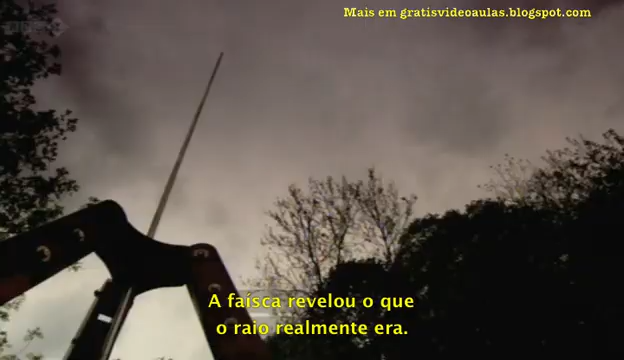 Mais em gratisvideoaulas.blogspot.com
A faísca revelou o que
o raio realmente era.